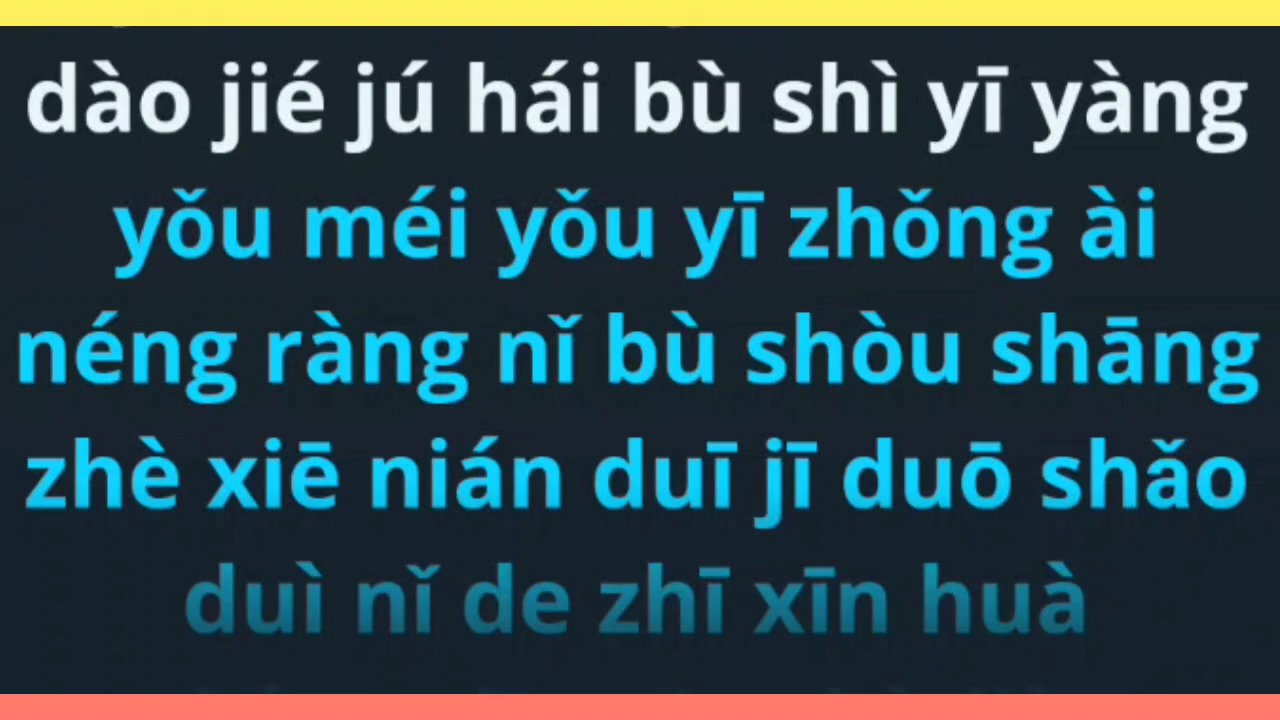 dào jié jú hái bù shì yī yàng
yǒu méi yǒu yī zhǒng ài
néng ràng nǐ bù shòu shāng
zhè xiē nián duī jī duō shǎo
duì nǐ de zhī xīn huà